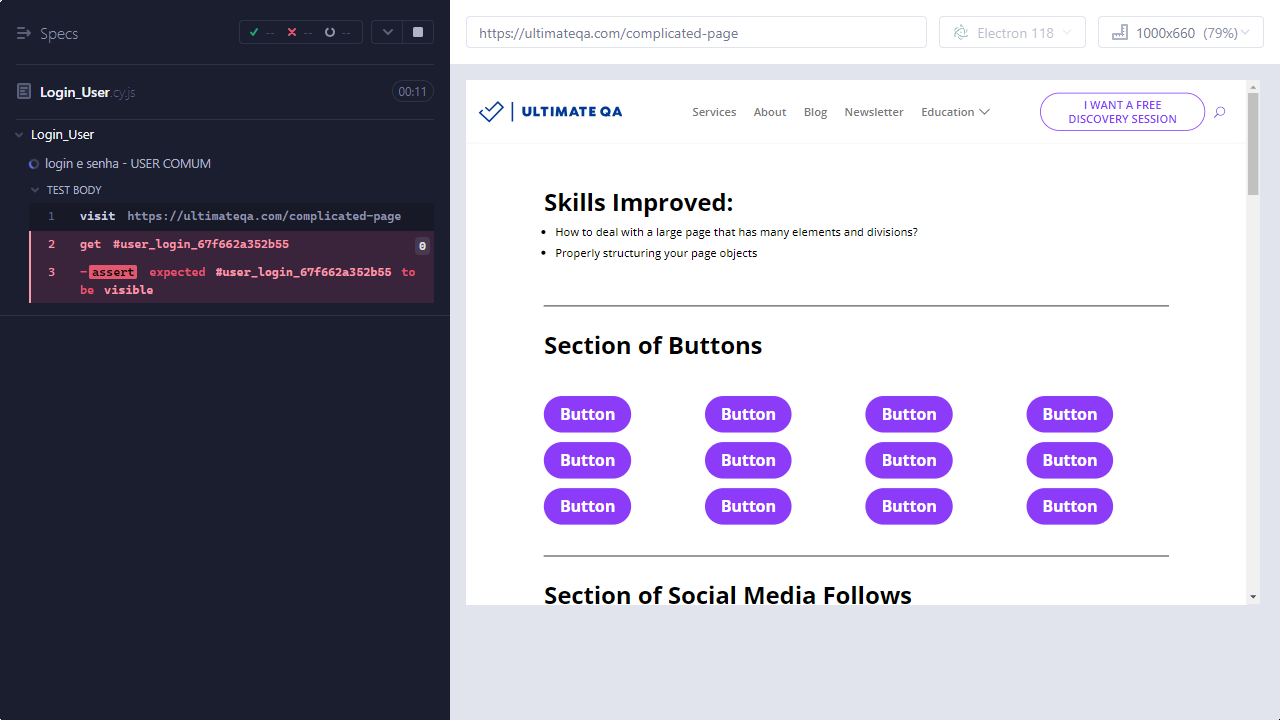 Specs
-- -- --
Login_User.cy.js
00:11
Login_User
login e senha - USER COMUM
TEST BODY
1 visit https://ultimateqa.com/complicated-page
2 get #user_login_67f662a352b55 0
3 -assert expected #user_login_67f662a352b55 to
be visible
https://ultimateqa.com/complicated-page
Electron 118
1000x660 (79%)
ULTIMATE QA
Services About Blog Newsletter Education
I WANT A FREE
DISCOVERY SESSION
Skills Improved:
• How to deal with a large page that has many elements and divisions?
• Properly structuring your page objects
Section of Buttons
Button Button Button Button
Button Button Button Button
Button Button Button Button
Section of Social Media Follows